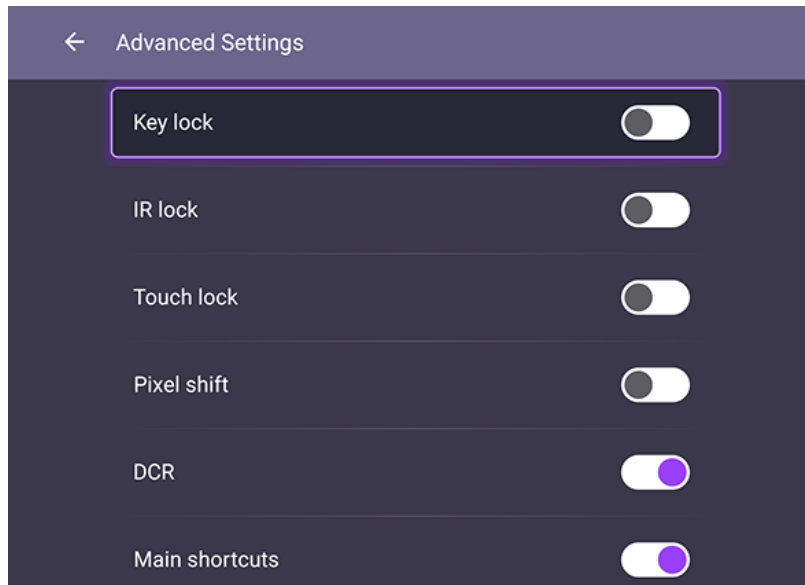 Advanced Settings
Key lock
IR lock
Touch lock
Pixel shift
DCR
Main shortcuts